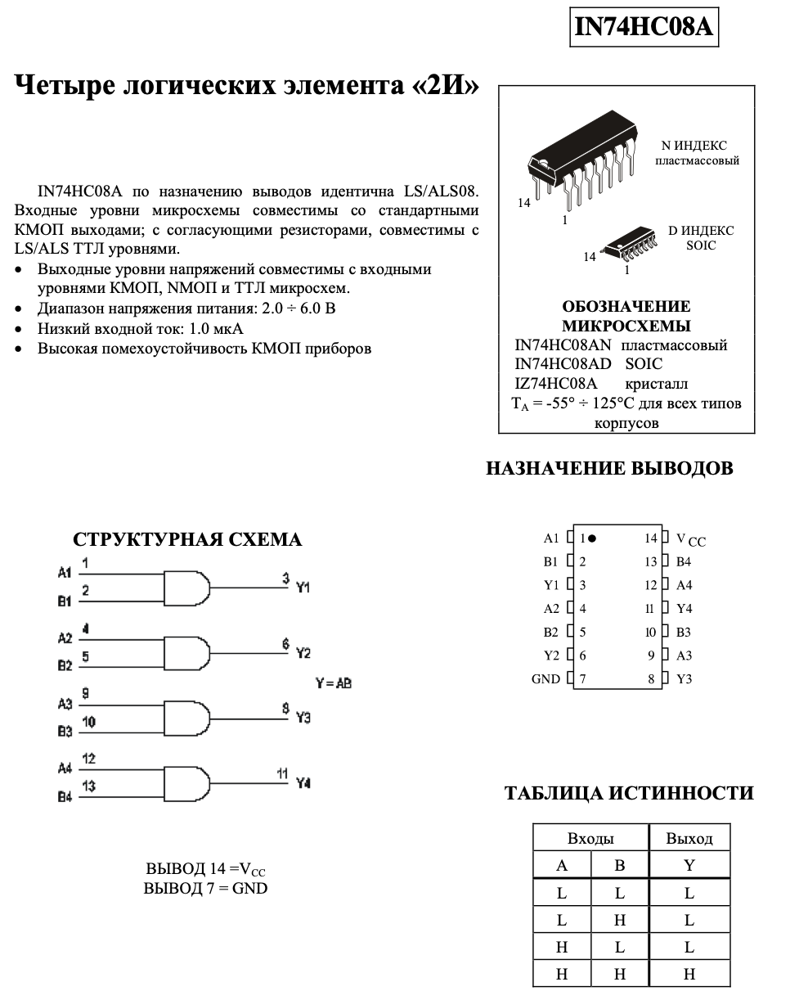 IN74HC08A
Четыре логических элемента «2И»
IN74HC08A по назначению выводов идентична LS/ALS08.
Входные уровни микросхемы совместимы со стандартными
КМОП выходами; с согласующими резисторами, совместимы с
LS/ALS ТТЛ уровнями.
• Выходные уровни напряжений совместимы с входными
уровнями КМОП, NМОП и ТТЛ микросхем.
• Диапазон напряжения питания: 2.0 ÷ 6.0 В
• Низкий входной ток: 1.0 мкА
• Высокая помехоустойчивость КМОП приборов
N ИНДЕКС
пластмассовый
14
1
D ИНДЕКС
SOIC
14
1
ОБОЗНАЧЕНИЕ
МИКРОСХЕМЫ
IN74HC08AN пластмассовый
IN74HC08AD SOIC
IZ74HC08A кристалл
TA = -55° ÷ 125°C для всех типов
корпусов
НАЗНАЧЕНИЕ ВЫВОДОВ
A1 1 14 V CC
B1 2 13 B4
Y1 3 12 A4
A2 4 11 Y4
B2 5 10 B3
Y2 6 9 A3
GND 7 8 Y3
СТРУКТУРНАЯ СХЕМА
A1 1
3 Y1
B1 2
A2 4
6 Y2
B2 5
Y = AB
A3 9
8 Y3
B3 10
A4 12
11 Y4
B4 13
ВЫВОД 14 =VCC
ВЫВОД 7 = GND
ТАБЛИЦА ИСТИННОСТИ
Входы Выход
A B Y
L L L
L H L
H L L
H H H